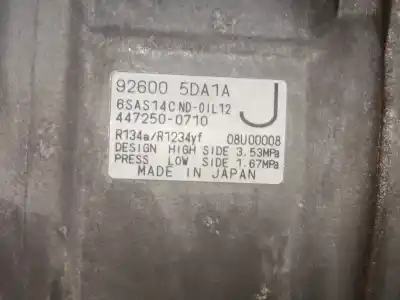 92600 5DA1A J
6SAS14C ND-OIL12
447250-0710
R134a/R1234yf 08U00008
DESIGN HIGH SIDE 3.53MPa
PRESS LOW SIDE 1.67MPa
MADE IN JAPAN